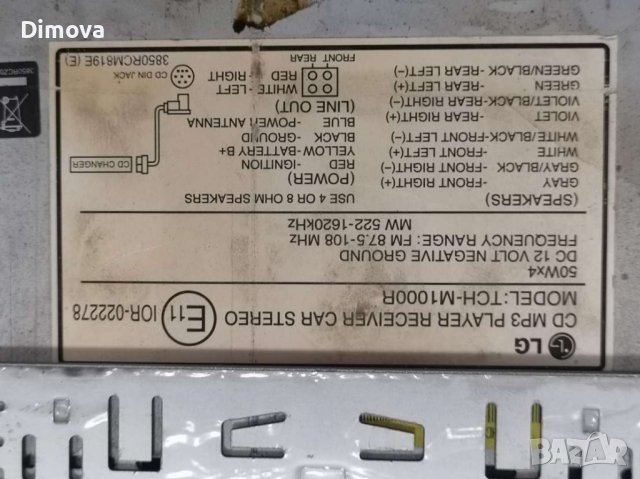 Dimova
LG
CD MP3 PLAYER RECEIVER CAR STEREO
MODEL: TCH-M1000R
E11
IOR-022278
50Wx4
DC 12 VOLT NEGATIVE GROUND
FREQUENCY RANGE: FM 87.5-108 MHz
MW 522-1620kHz
USE 4 OR 8 OHM SPEAKERS
(SPEAKERS)
GRAY -FRONT RIGHT(+)
GRAY/BLACK -FRONT RIGHT(-)
WHITE -FRONT LEFT(+)
WHITE/BLACK-FRONT LEFT(-)
VIOLET -REAR RIGHT(+)
VIOLET/BLACK-REAR RIGHT(-)
GREEN -REAR LEFT(+)
GREEN/BLACK-REAR LEFT(-)
(POWER)
RED -IGNITION
YELLOW-BATTERY B+
BLACK -GROUND
BLUE -POWER ANTENNA
(LINE OUT)
WHITE -LEFT
RED -RIGHT
FRONT REAR
CD CHANGER
CD DIN JACK
3850RCM819E (E)
BAZAR